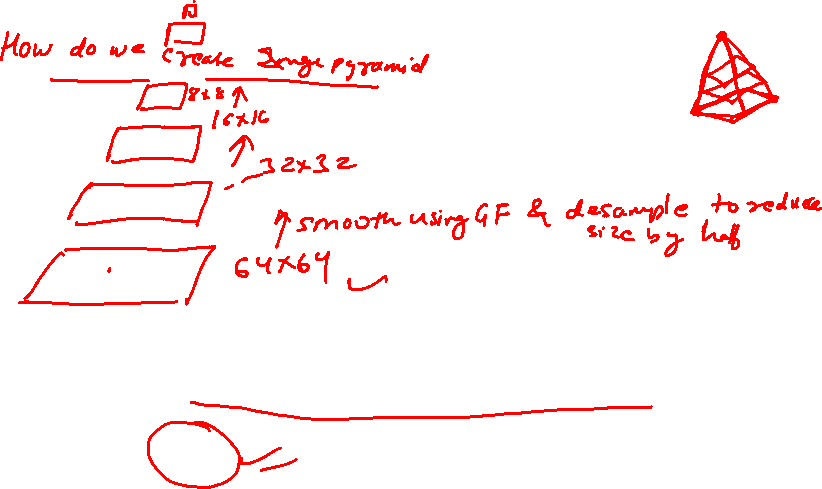 How do we create Image pyramid
8x8
16x16
32x32
smooth using GF & desample to reduce
size by half
64x64